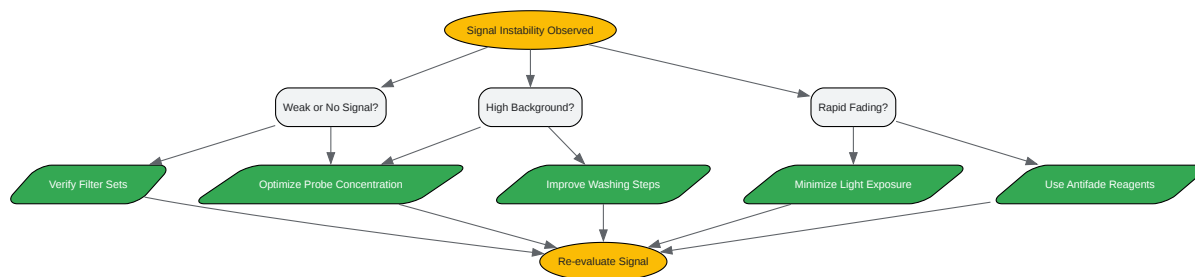 Signal Instability Observed
Weak or No Signal?
High Background?
Rapid Fading?
Verify Filter Sets
Optimize Probe Concentration
Improve Washing Steps
Minimize Light Exposure
Use Antifade Reagents
Re-evaluate Signal